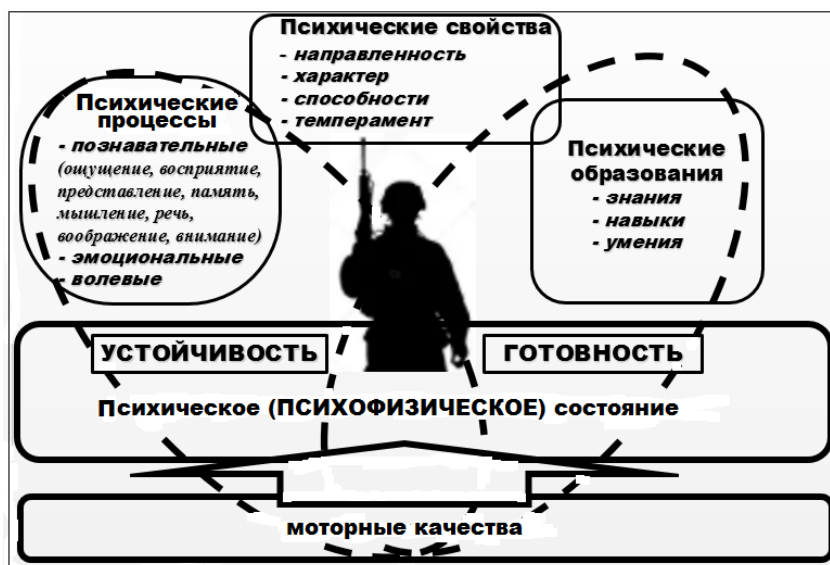 Психические свойства
- направленность
- характер
- способности
- темперамент
Психические
процессы
- познавательные
(ощущение, восприятие,
представление, память,
мышление, речь,
воображение, внимание)
- эмоциональные
- волевые
Психические
образования
- знания
- навыки
- умения
УСТОЙЧИВОСТЬ
ГОТОВНОСТЬ
Психическое (ПСИХОФИЗИЧЕСКОЕ) состояние
моторные качества